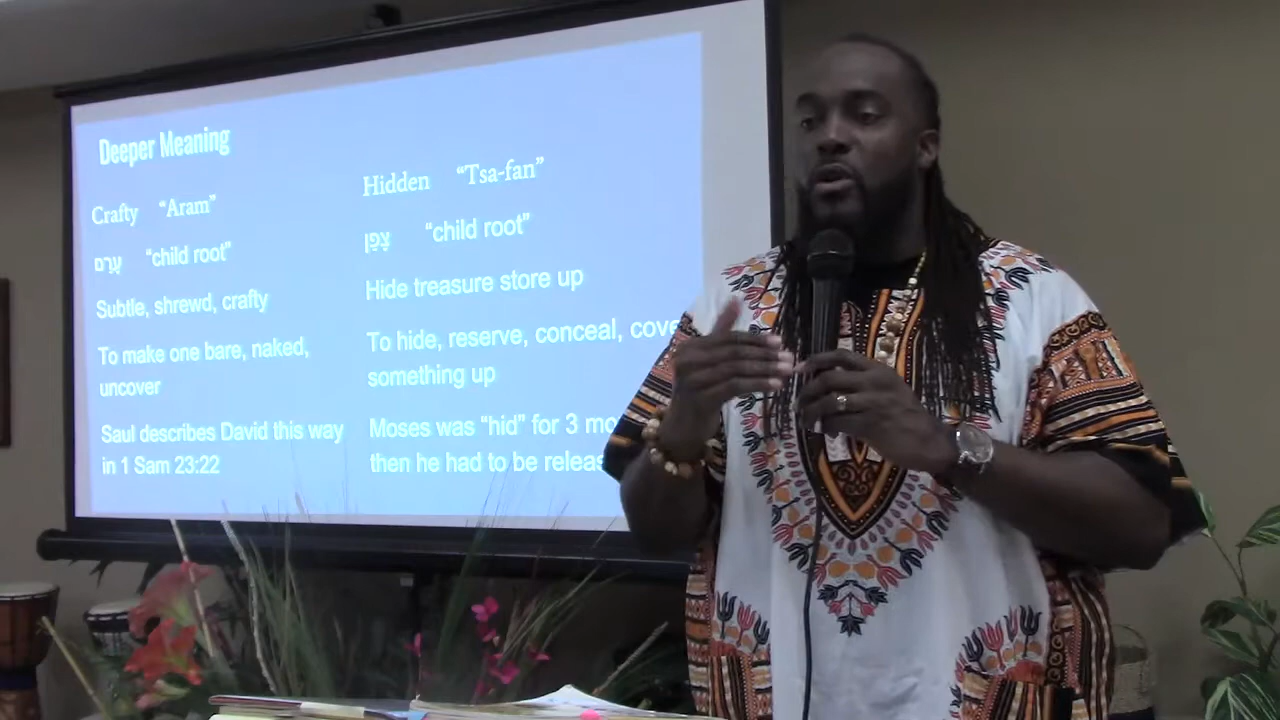 Deeper Meaning
Crafty “Aram”
עָרַם “child root”
Subtle, shrewd, crafty
To make one bare, naked,
uncover
Saul describes David this way
in 1 Sam 23:22
Hidden “Tsa-fan”
צָפַן “child root”
Hide treasure store up
To hide, reserve, conceal, cove
something up
Moses was “hid” for 3 mo
then he had to be releas